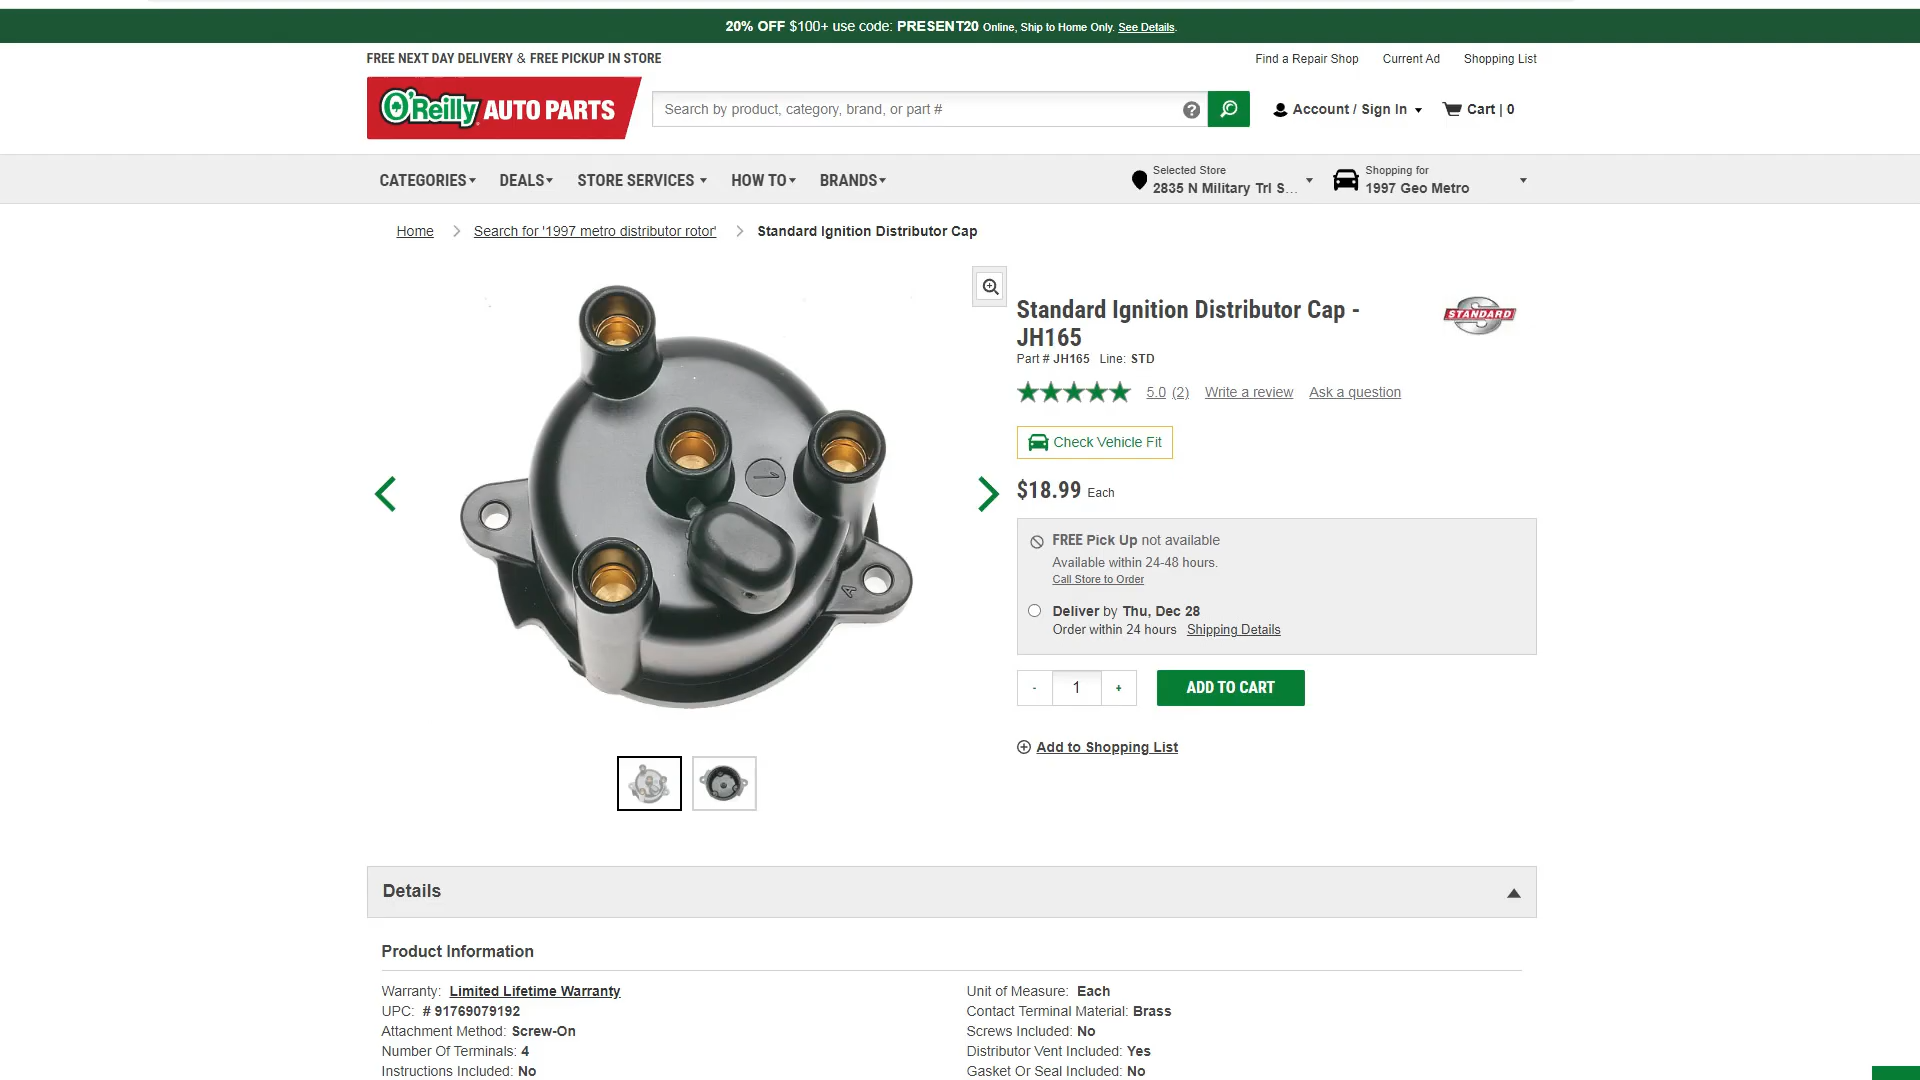 20% OFF $100+ use code: PRESENT20 Online, Ship to Home Only. See Details.
FREE NEXT DAY DELIVERY & FREE PICKUP IN STORE
Find a Repair Shop
Current Ad
Shopping List
O'Reilly AUTO PARTS
Search by product, category, brand, or part #
?
Account / Sign In
Cart | 0
CATEGORIES
DEALS
STORE SERVICES
HOW TO
BRANDS
Selected Store
2835 N Military Trl S...
Shopping for
1997 Geo Metro
Home
Search for '1997 metro distributor rotor'
Standard Ignition Distributor Cap
1
A
Standard Ignition Distributor Cap -
JH165
STANDARD
Part # JH165 Line: STD
5.0 (2) Write a review Ask a question
Check Vehicle Fit
$18.99 Each
FREE Pick Up not available
Available within 24-48 hours.
Call Store to Order
Deliver by Thu, Dec 28
Order within 24 hours Shipping Details
- 1 +
ADD TO CART
Add to Shopping List
Details
Product Information
Warranty: Limited Lifetime Warranty
UPC: # 91769079192
Attachment Method: Screw-On
Number Of Terminals: 4
Instructions Included: No
Unit of Measure: Each
Contact Terminal Material: Brass
Screws Included: No
Distributor Vent Included: Yes
Gasket Or Seal Included: No